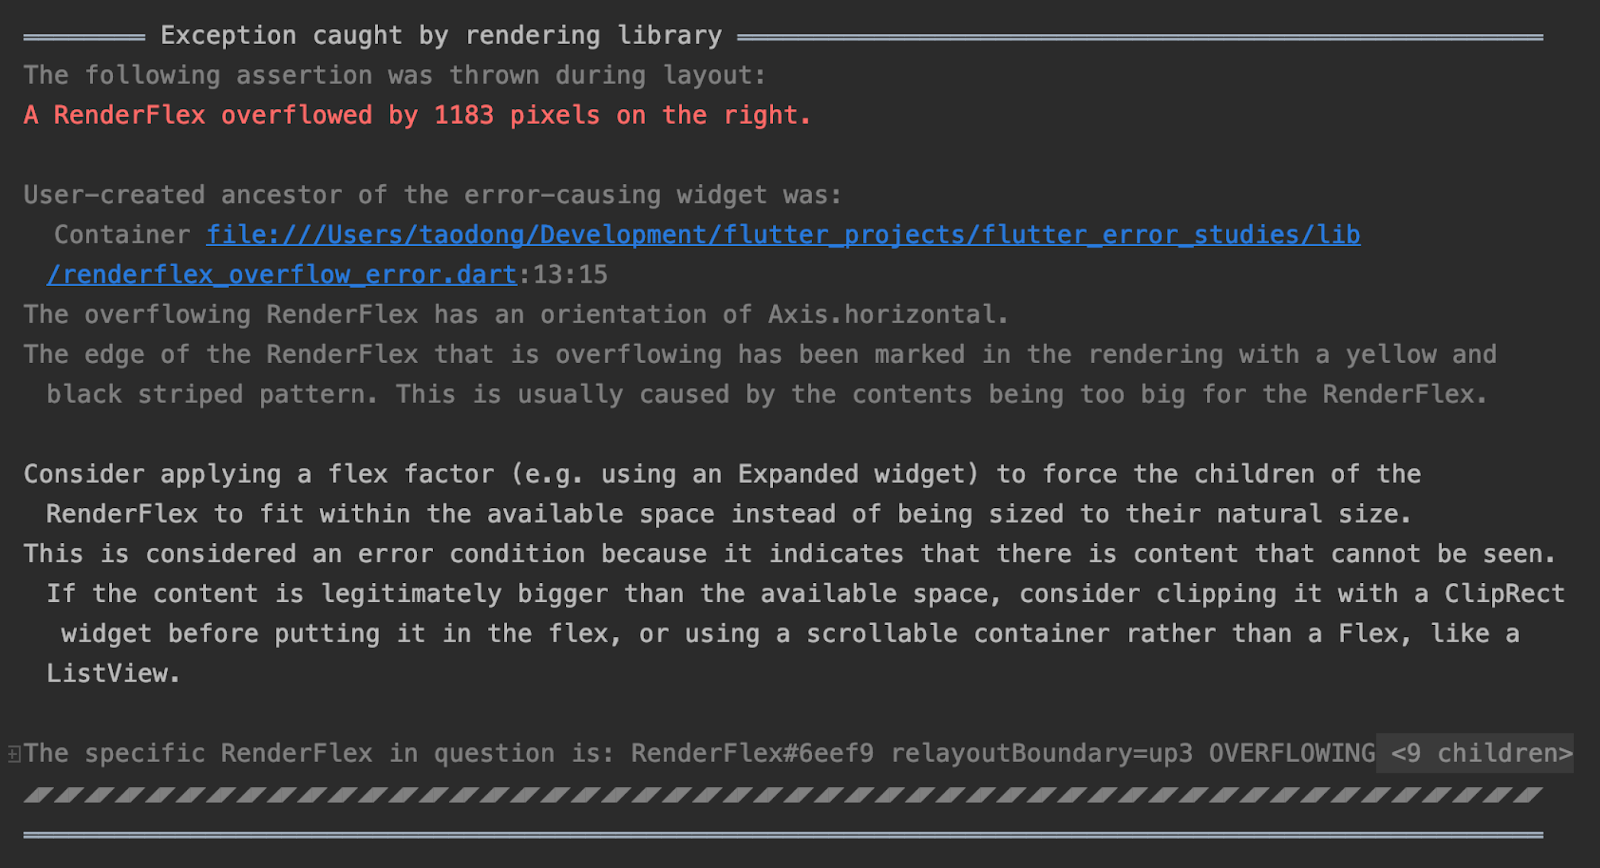 Exception caught by rendering library
The following assertion was thrown during layout:
A RenderFlex overflowed by 1183 pixels on the right.
User-created ancestor of the error-causing widget was:
Container file:///Users/taodong/Development/flutter_projects/flutter_error_studies/lib
/renderflex_overflow_error.dart:13:15
The overflowing RenderFlex has an orientation of Axis.horizontal.
The edge of the RenderFlex that is overflowing has been marked in the rendering with a yellow and
black striped pattern. This is usually caused by the contents being too big for the RenderFlex.
Consider applying a flex factor (e.g. using an Expanded widget) to force the children of the
RenderFlex to fit within the available space instead of being sized to their natural size.
This is considered an error condition because it indicates that there is content that cannot be seen.
If the content is legitimately bigger than the available space, consider clipping it with a ClipRect
widget before putting it in the flex, or using a scrollable container rather than a Flex, like a
ListView.
The specific RenderFlex in question is: RenderFlex#6eef9 relayoutBoundary=up3 OVERFLOWING <9 children>